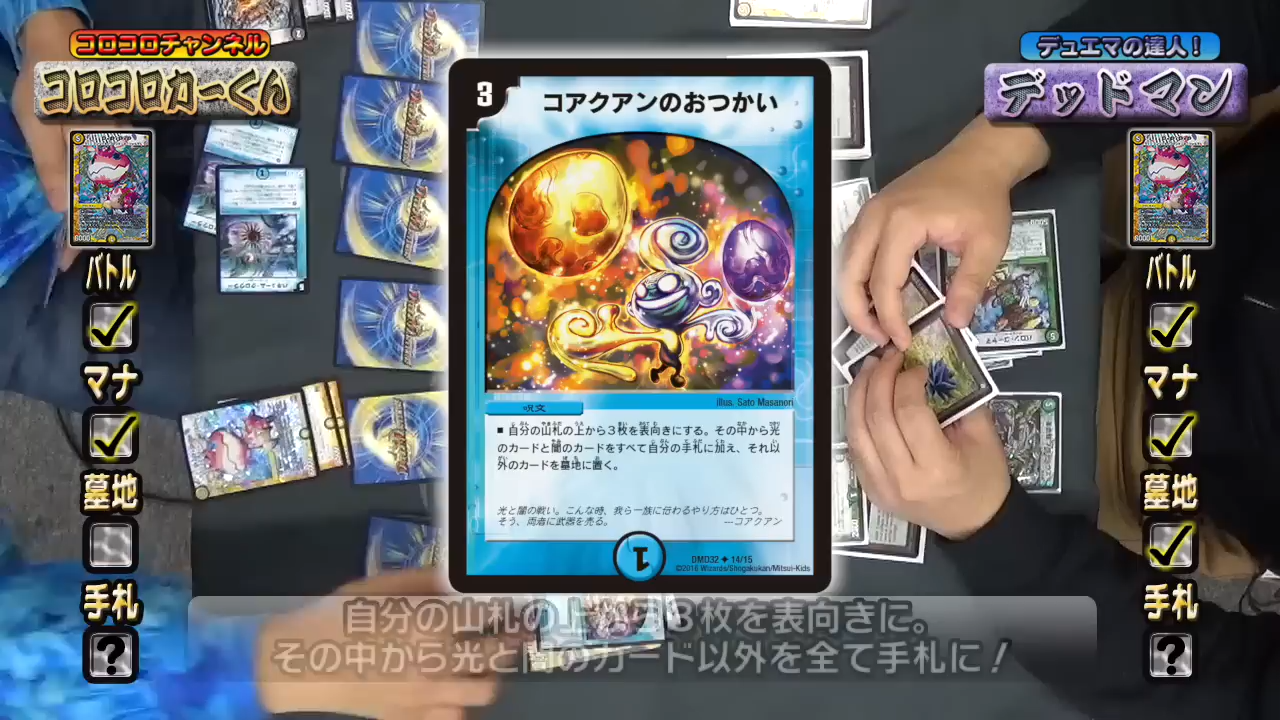 コロコロチャンネル
コロコロカーくん
デュエマの達人!
デッドマン
バトル
マナ
墓地
手札
?
3
コアクアンのおつかい
illus. Sato Masanori
呪文
■自分の山札の上から3枚を表向きにする。その中から光
のカードと闇のカードをすべて自分の手札に加え、それ以
外のカードを墓地に置く。
光と闇の戦い。こんな時、我ら一族に伝わるやり方はひとつ。
そう、両者に武器を売る。 ---コアクアン
1
DMD32 ◆ 14/15
©2016 Wizards/Shogakukan/Mitsui-Kids
自分の山札の上から3枚を表向きに。
その中から光と闇のカード以外を全て手札に!
バトル
マナ
墓地
手札
?